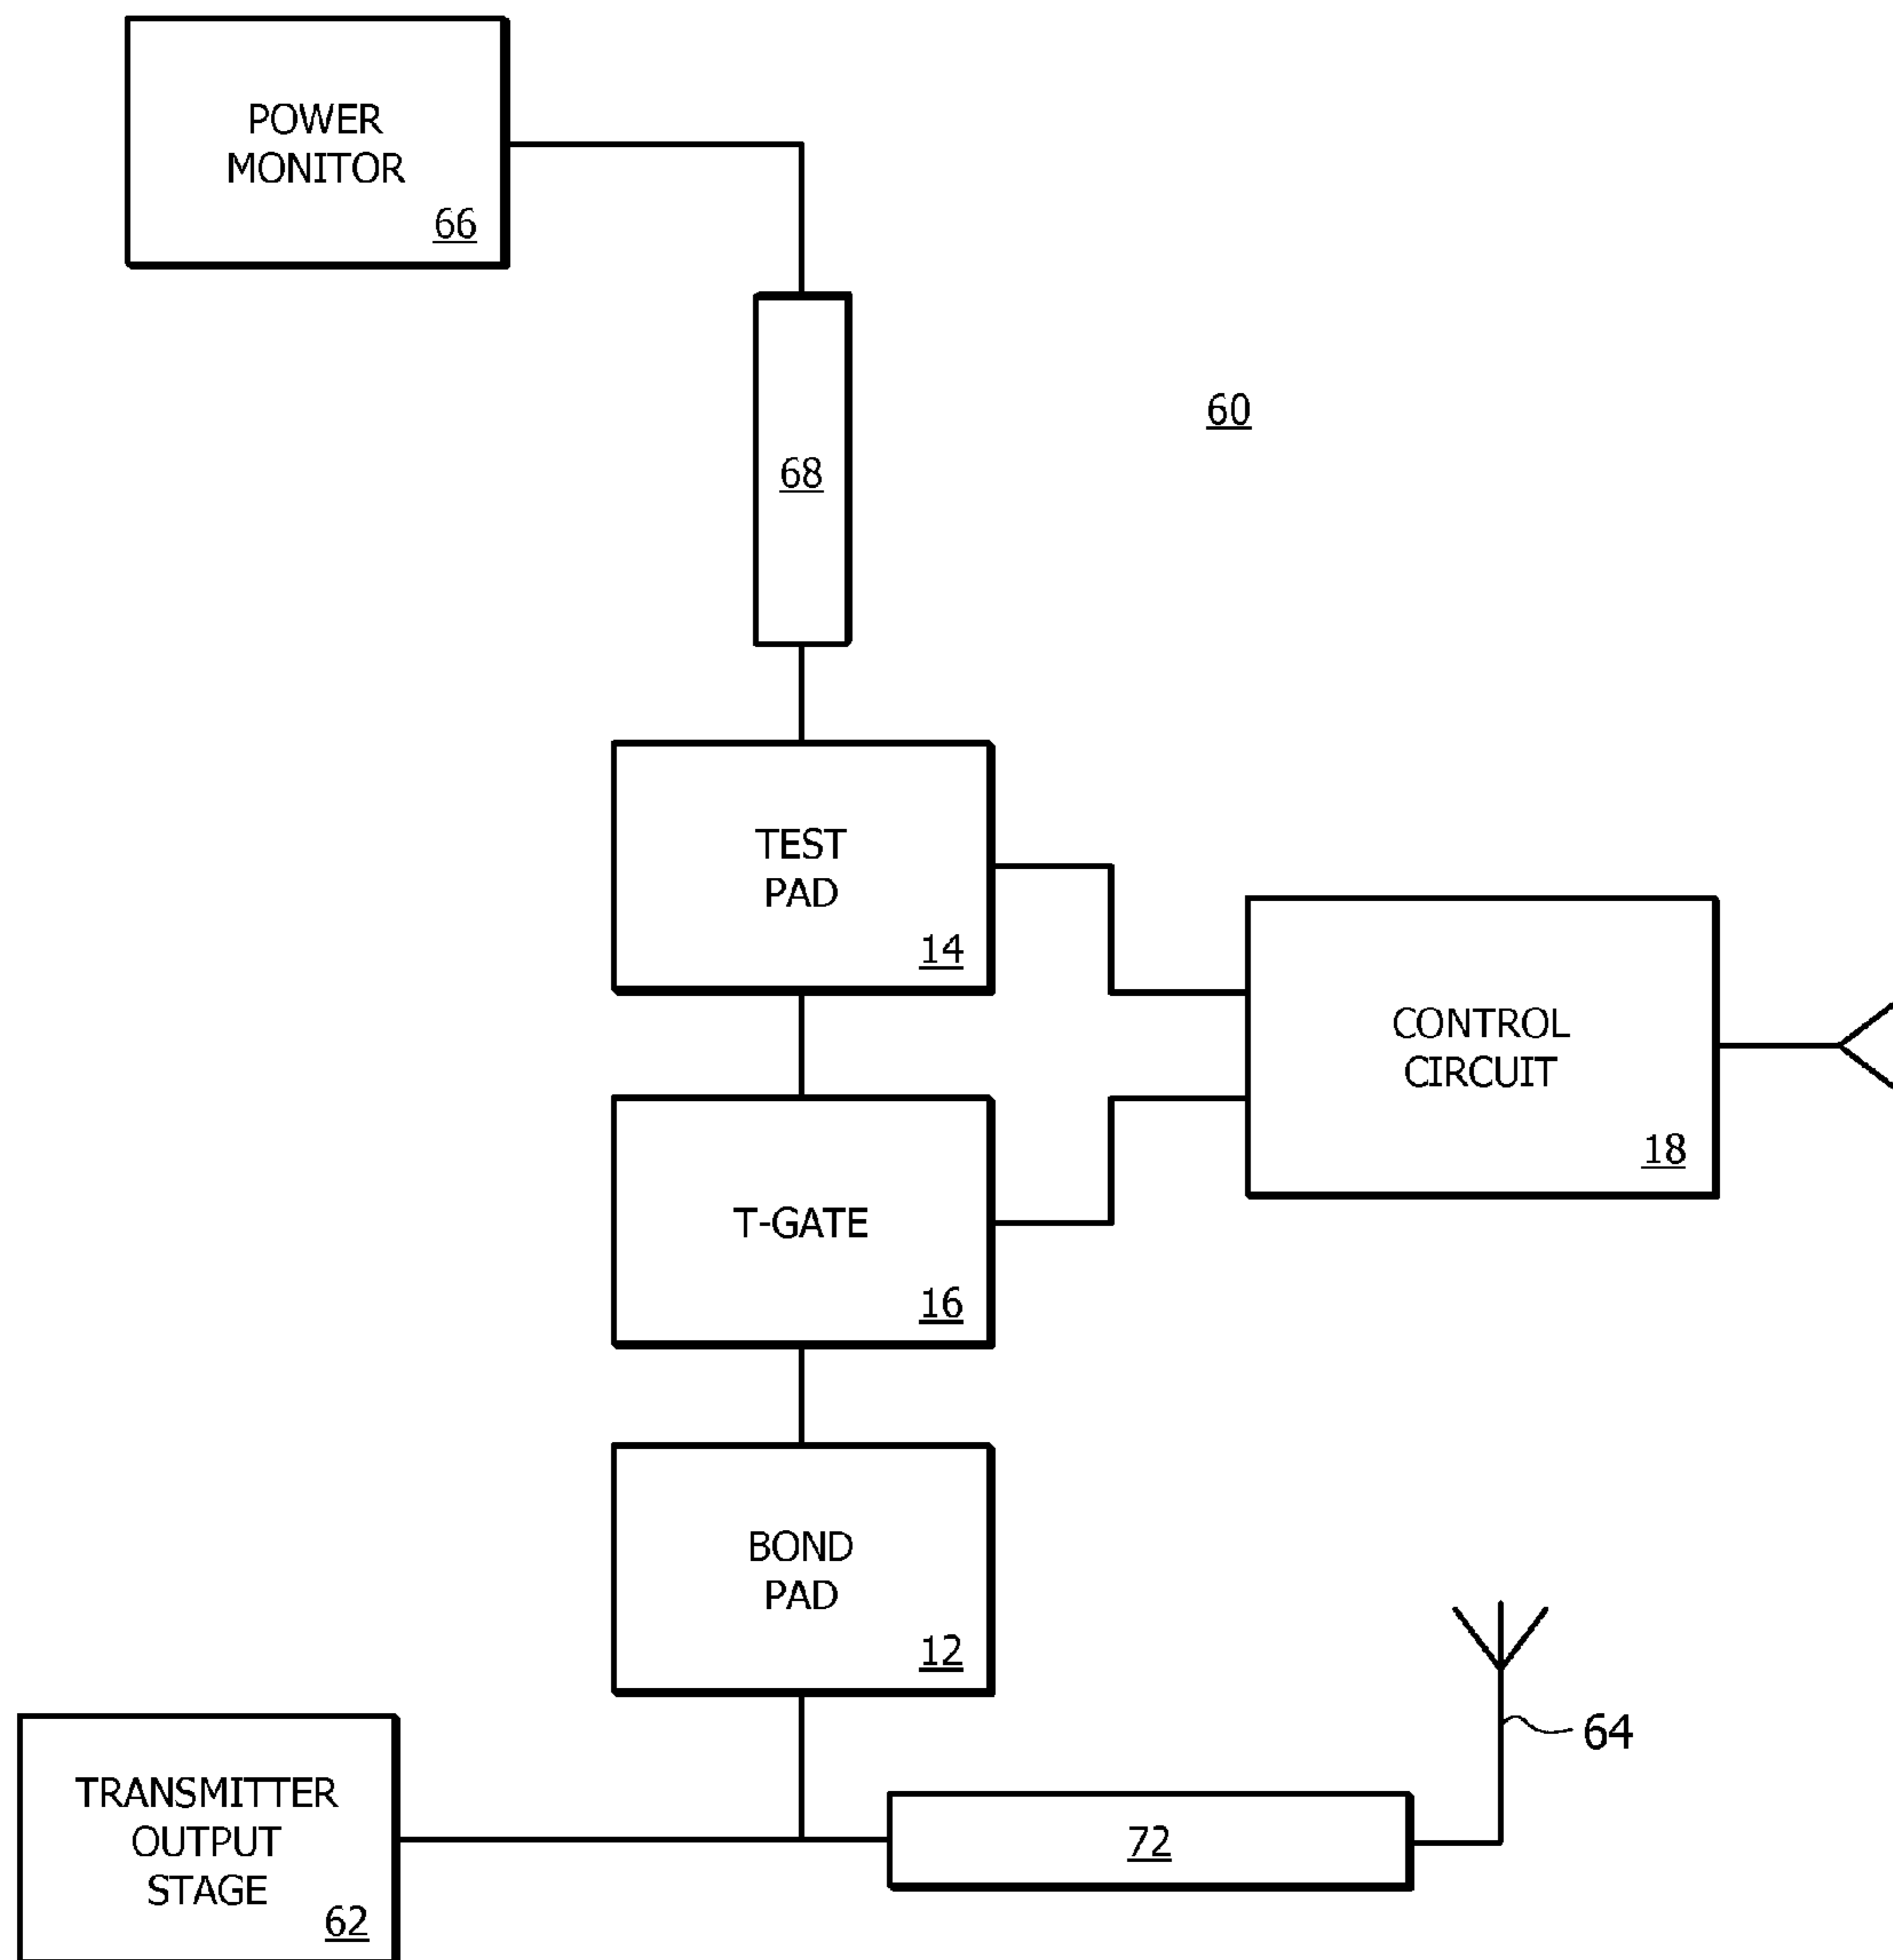 POWER
MONITOR
66
60
68
TEST
PAD
14
CONTROL
CIRCUIT
18
T-GATE
16
BOND
PAD
12
64
TRANSMITTER
OUTPUT
STAGE
62
72